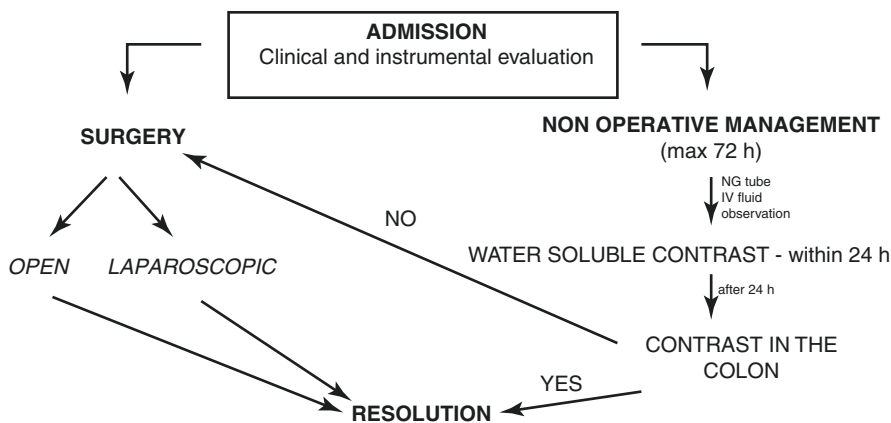 ADMISSION
Clinical and instrumental evaluation
NON OPERATIVE MANAGEMENT
(max 72 h)
SURGERY
NG tube
IV fluid
observation
NO
WATER SOLUBLE CONTRAST - within 24 h
OPEN
LAPAROSCOPIC
after 24 h
CONTRAST IN THE
COLON
YES
RESOLUTION